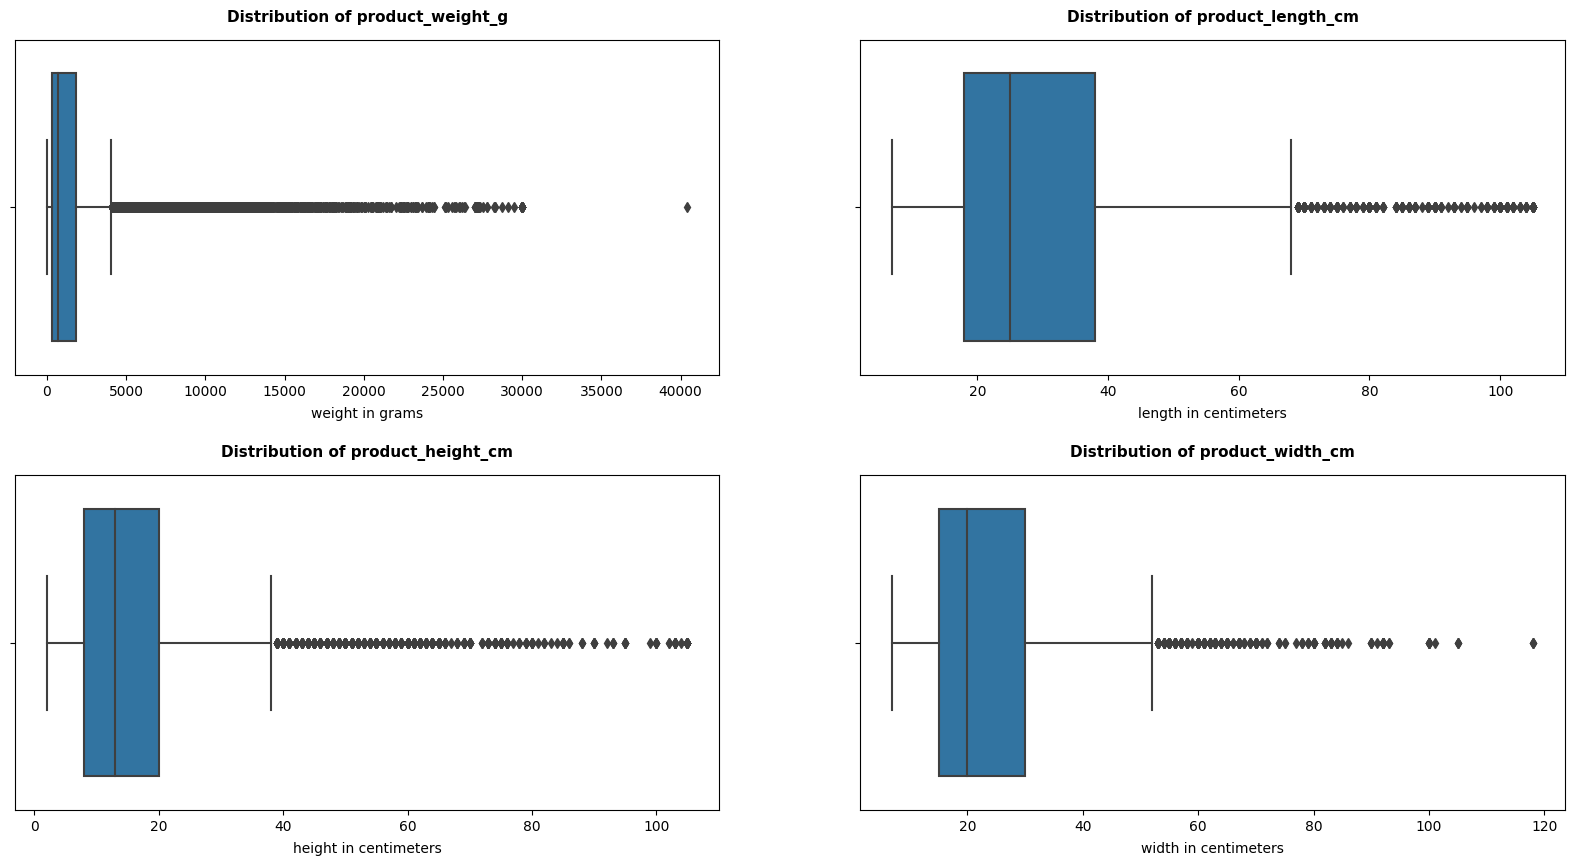 Distribution of product_weight_g
0 5000 10000 15000 20000 25000 30000 35000 40000
weight in grams
Distribution of product_length_cm
20 40 60 80 100
length in centimeters
Distribution of product_height_cm
0 20 40 60 80 100
height in centimeters
Distribution of product_width_cm
20 40 60 80 100 120
width in centimeters